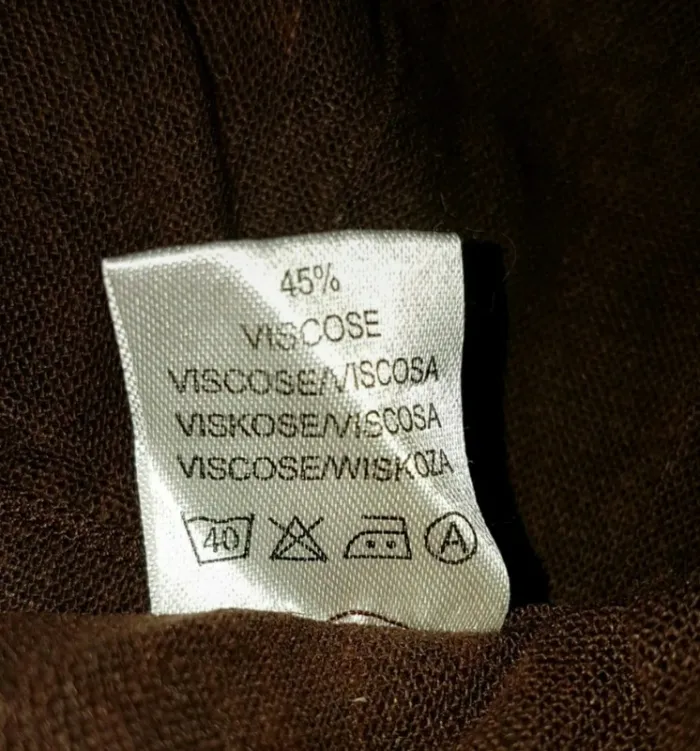 45%
VISCOSE
VISCOSE/VISCOSA
VISKOSE/VISCOSA
VISCOSE/WISKOZA
40 A